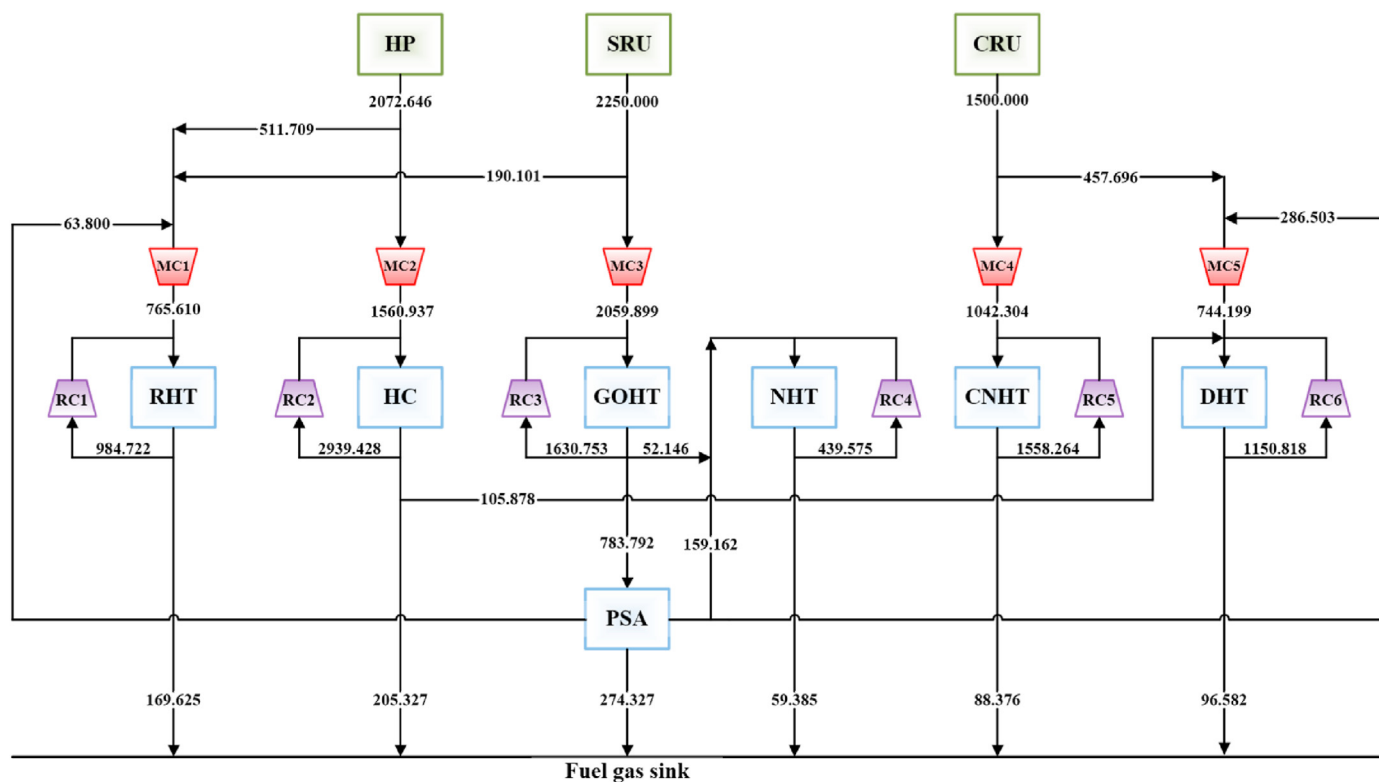 HP
SRU
CRU
2072.646
2250.000
1500.000
511.709
190.101
457.696
63.800
286.503
MC1
MC2
MC3
MC4
MC5
765.610
1560.937
2059.899
1042.304
744.199
RC1
RHT
RC2
HC
RC3
GOHT
NHT
RC4
CNHT
RC5
DHT
RC6
984.722
2939.428
1630.753
52.146
439.575
1558.264
1150.818
105.878
783.792
159.162
PSA
169.625
205.327
274.327
59.385
88.376
96.582
Fuel gas sink